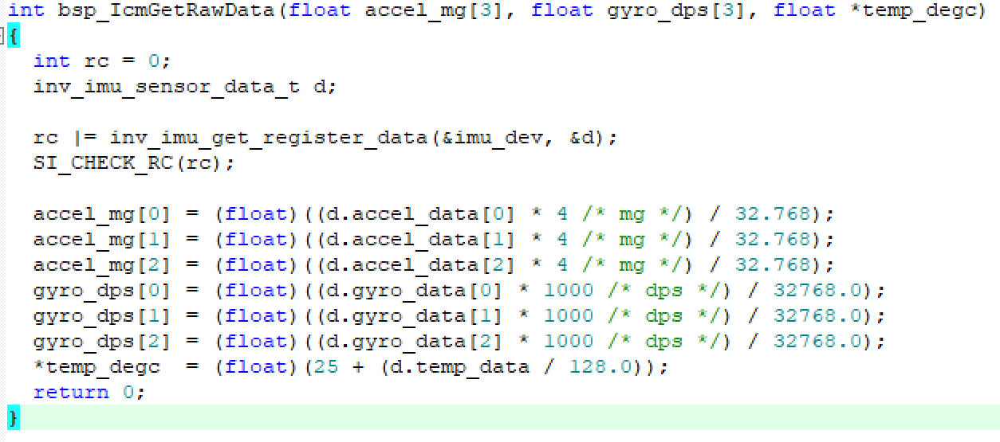 int bsp_IcmGetRawData(float accel_mg[3], float gyro_dps[3], float *temp_degc)
{
  int rc = 0;
  inv_imu_sensor_data_t d;

  rc |= inv_imu_get_register_data(&imu_dev, &d);
  SI_CHECK_RC(rc);

  accel_mg[0] = (float)((d.accel_data[0] * 4 /* mg */) / 32.768);
  accel_mg[1] = (float)((d.accel_data[1] * 4 /* mg */) / 32.768);
  accel_mg[2] = (float)((d.accel_data[2] * 4 /* mg */) / 32.768);
  gyro_dps[0] = (float)((d.gyro_data[0] * 1000 /* dps */) / 32768.0);
  gyro_dps[1] = (float)((d.gyro_data[1] * 1000 /* dps */) / 32768.0);
  gyro_dps[2] = (float)((d.gyro_data[2] * 1000 /* dps */) / 32768.0);
  *temp_degc  = (float)(25 + (d.temp_data / 128.0));
  return 0;
}